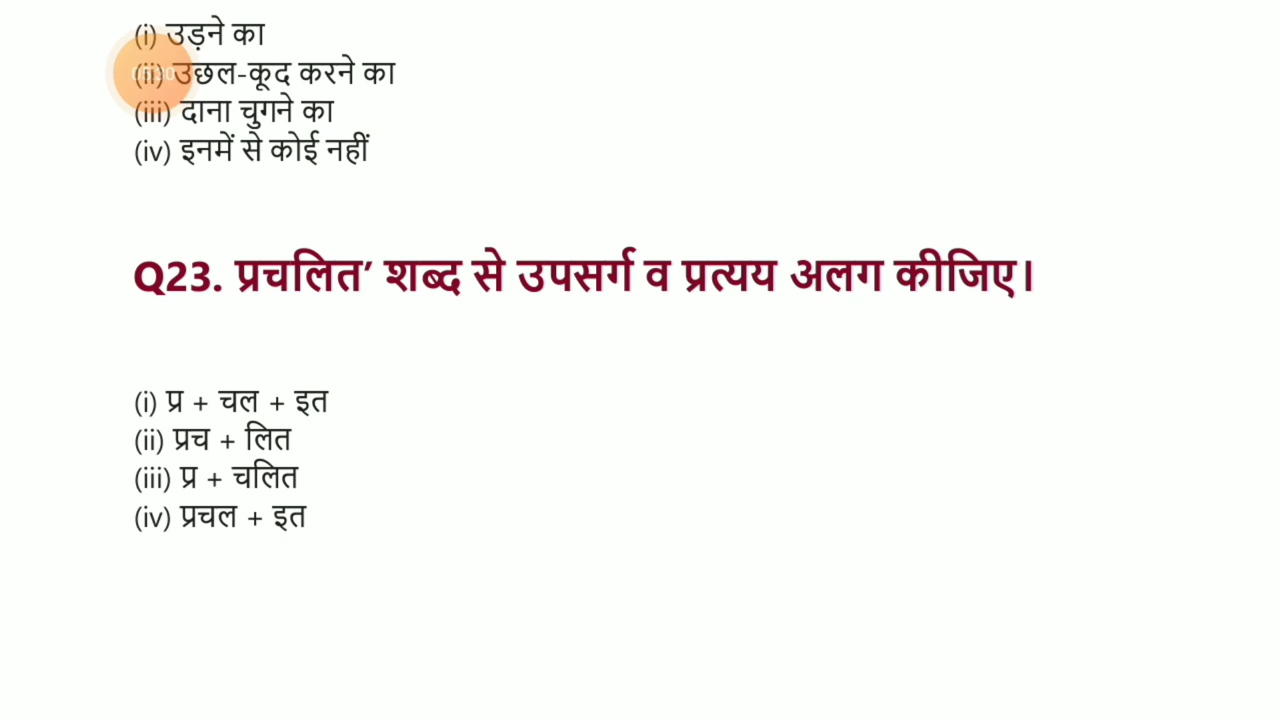 (i) उड़ने का
(ii) उछल-कूद करने का
(iii) दाना चुगने का
(iv) इनमें से कोई नहीं
Q23. प्रचलित’ शब्द से उपसर्ग व प्रत्यय अलग कीजिए।
(i) प्र + चल + इत
(ii) प्रच + लित
(iii) प्र + चलित
(iv) प्रचल + इत